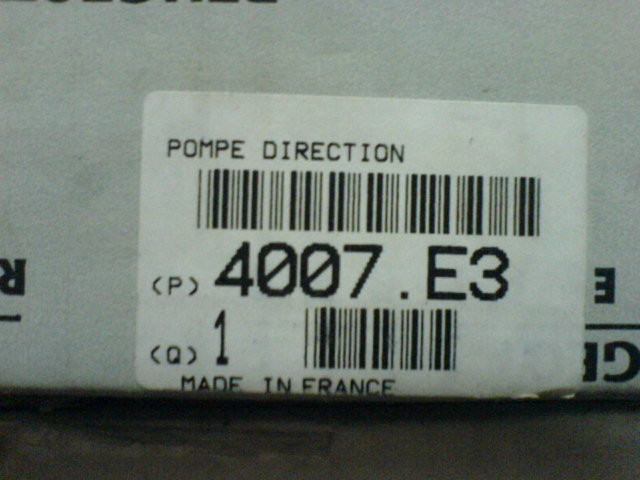 POMPE DIRECTION
(P) 4007.E3
(Q) 1
MADE IN FRANCE